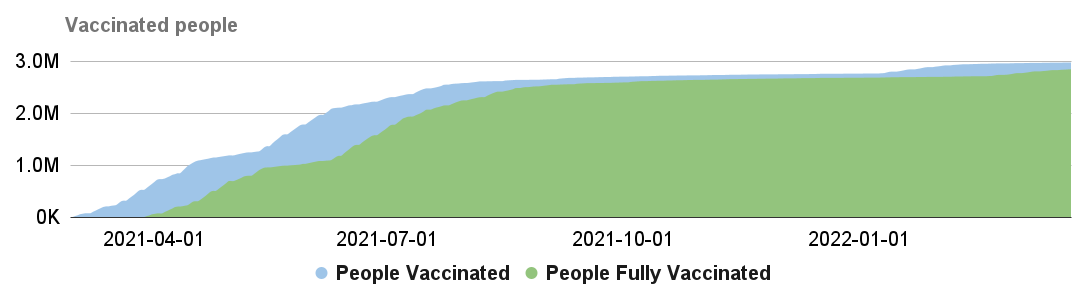 Vaccinated people
3.0M
2.0M
1.0M
0K
2021-04-01 2021-07-01 2021-10-01 2022-01-01
People Vaccinated People Fully Vaccinated